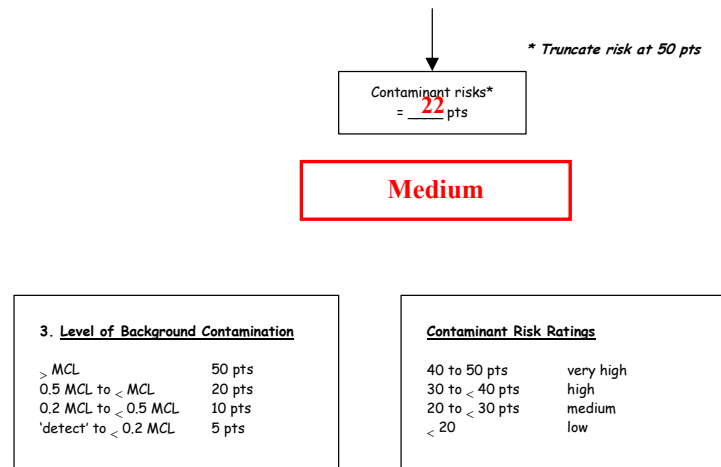 * Truncate risk at 50 pts
Contaminant risks*
= 22 pts
Medium
3. Level of Background Contamination
> MCL 50 pts
0.5 MCL to < MCL 20 pts
0.2 MCL to < 0.5 MCL 10 pts
'detect' to < 0.2 MCL 5 pts
Contaminant Risk Ratings
40 to 50 pts very high
30 to < 40 pts high
20 to < 30 pts medium
< 20 low